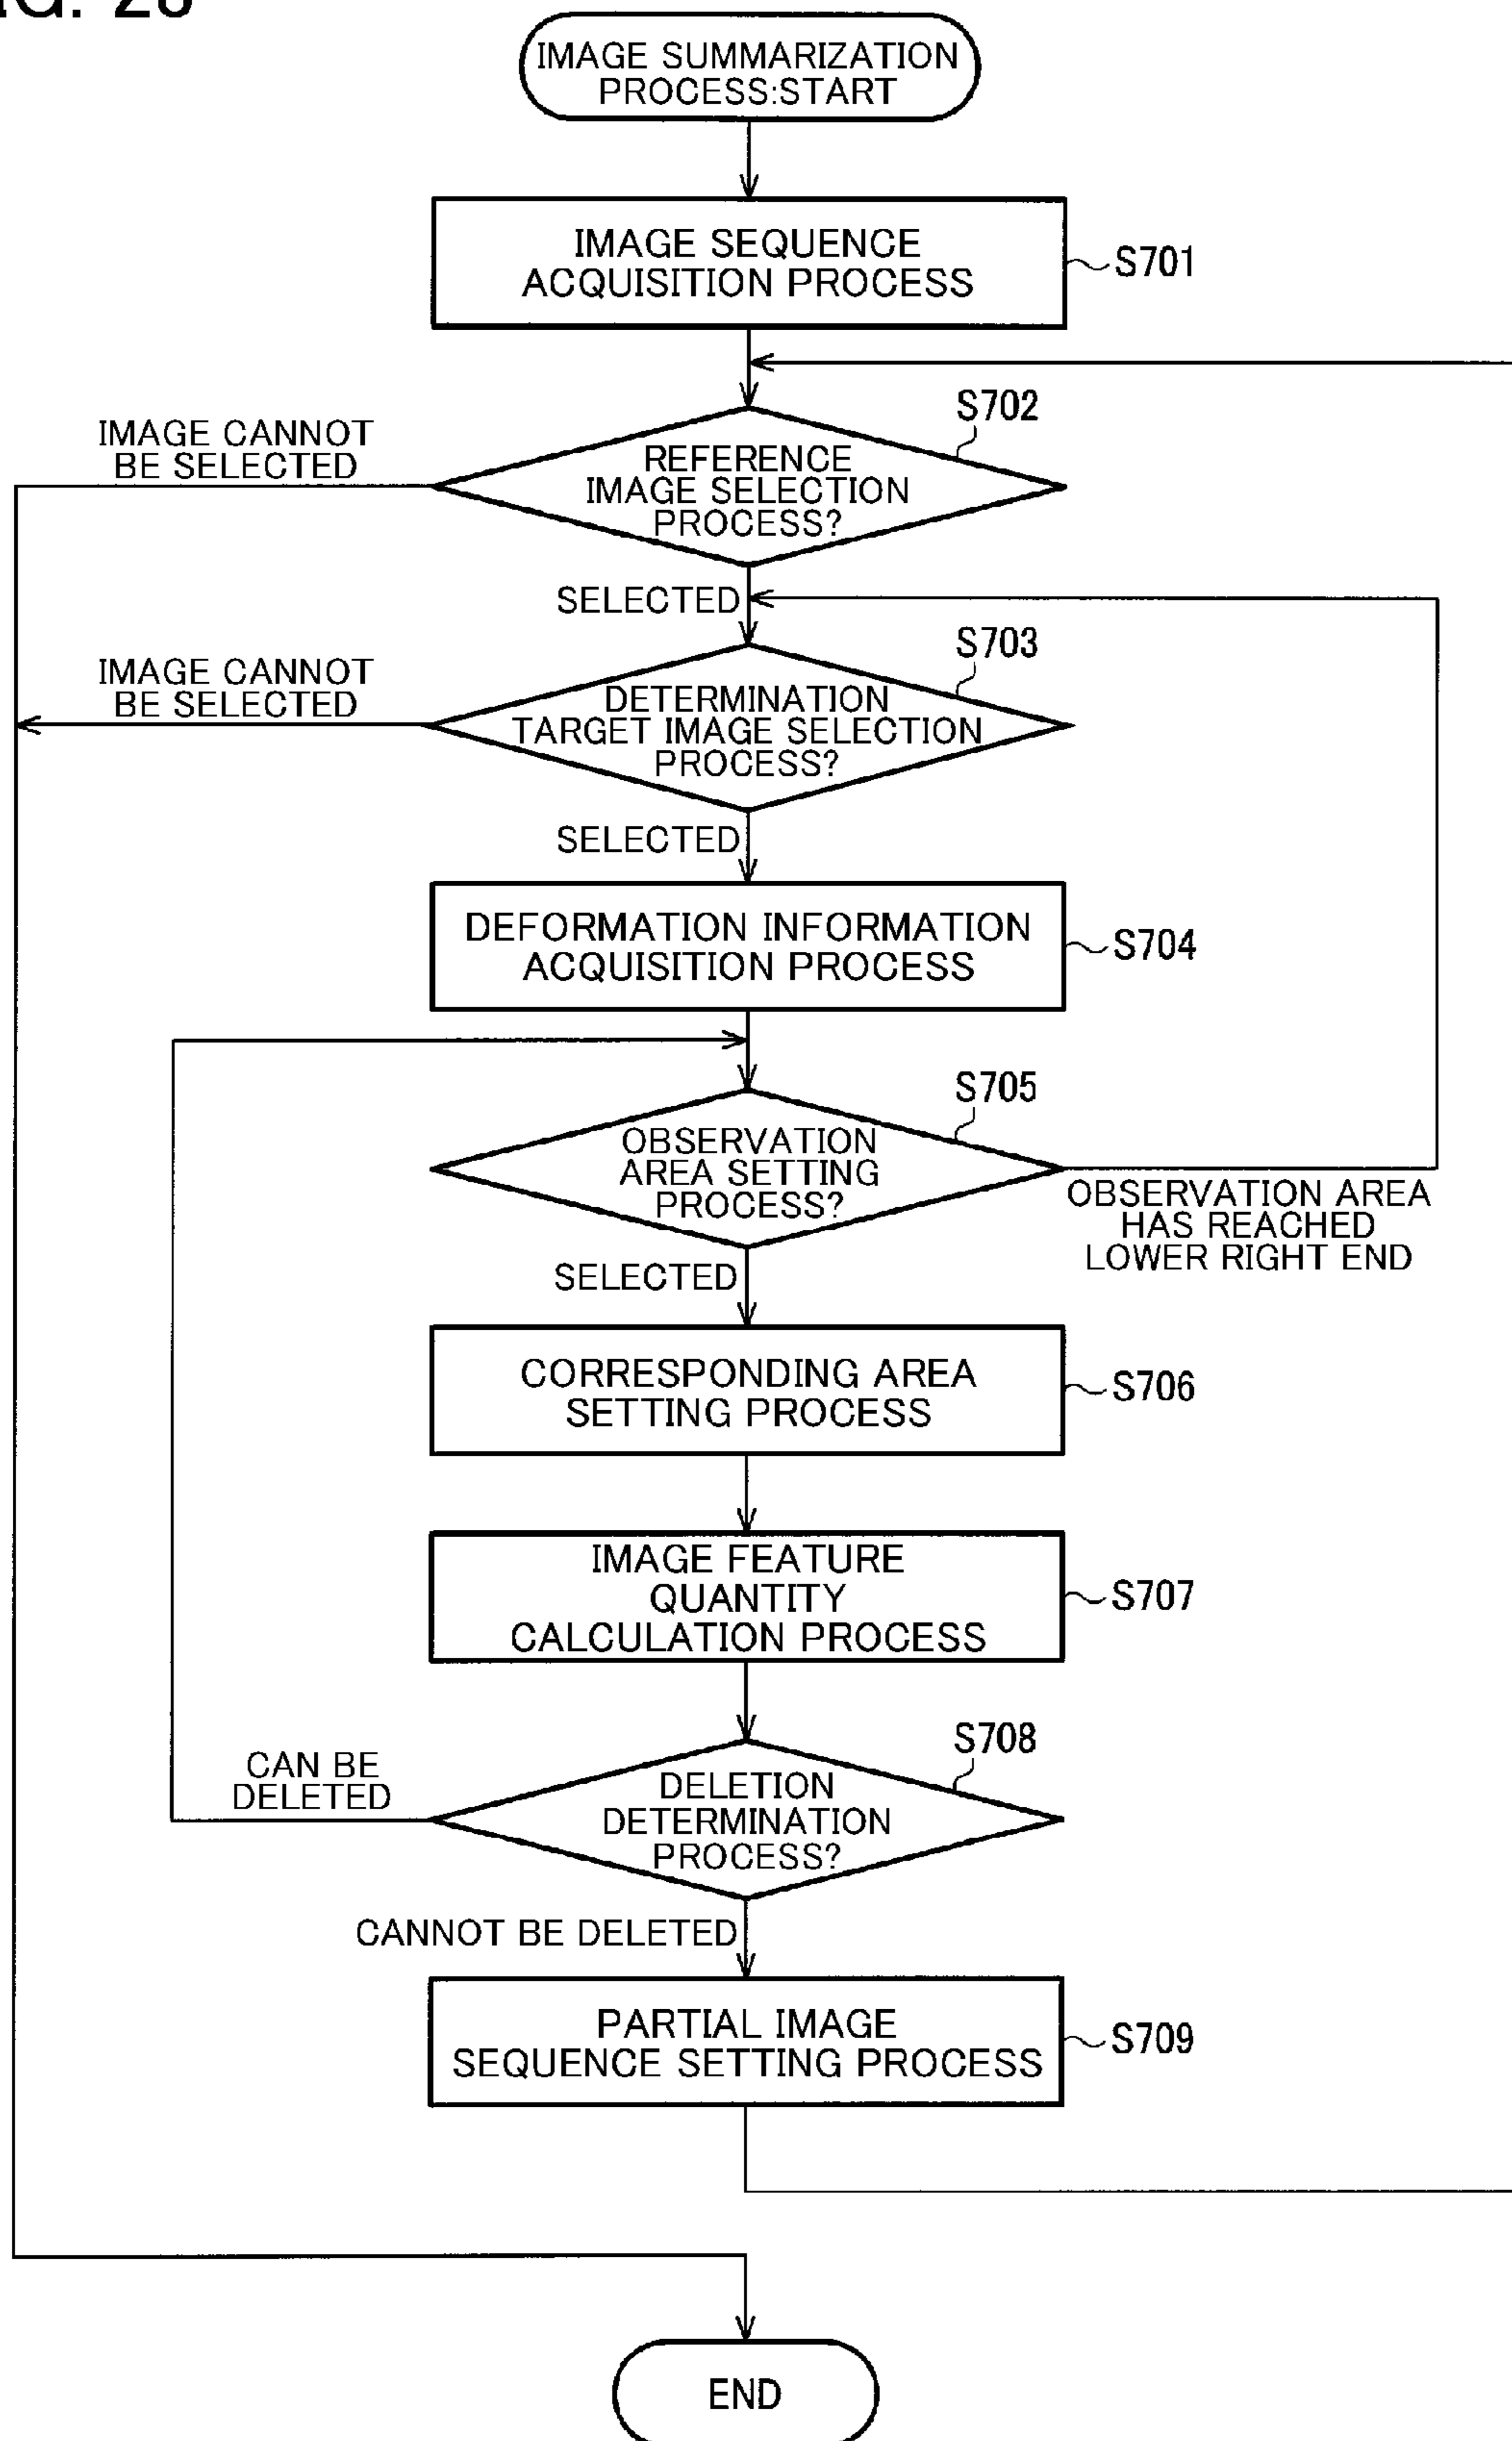 IMAGE SUMMARIZATION
PROCESS:START
IMAGE SEQUENCE
ACQUISITION PROCESS
S701
S702
IMAGE CANNOT
BE SELECTED
REFERENCE
IMAGE SELECTION
PROCESS?
SELECTED
S703
IMAGE CANNOT
BE SELECTED
DETERMINATION
TARGET IMAGE SELECTION
PROCESS?
SELECTED
DEFORMATION INFORMATION
ACQUISITION PROCESS
S704
S705
OBSERVATION
AREA SETTING
PROCESS?
OBSERVATION AREA
HAS REACHED
LOWER RIGHT END
SELECTED
CORRESPONDING AREA
SETTING PROCESS
S706
IMAGE FEATURE
QUANTITY
CALCULATION PROCESS
S707
S708
CAN BE
DELETED
DELETION
DETERMINATION
PROCESS?
CANNOT BE DELETED
PARTIAL IMAGE
SEQUENCE SETTING PROCESS
S709
END